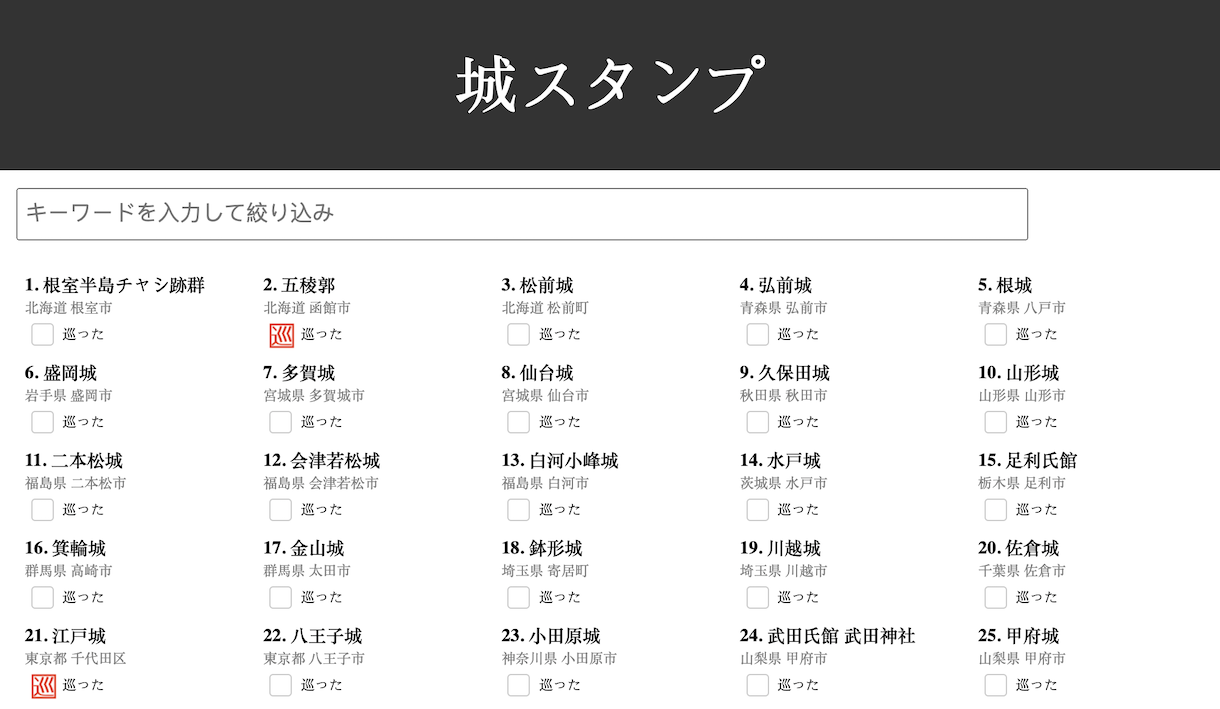 城スタンプ
キーワードを入力して絞り込み
1. 根室半島チャシ跡群
北海道 根室市
巡った
2. 五稜郭
北海道 函館市
巡 巡った
3. 松前城
北海道 松前町
巡った
4. 弘前城
青森県 弘前市
巡った
5. 根城
青森県 八戸市
巡った
6. 盛岡城
岩手県 盛岡市
巡った
7. 多賀城
宮城県 多賀城市
巡った
8. 仙台城
宮城県 仙台市
巡った
9. 久保田城
秋田県 秋田市
巡った
10. 山形城
山形県 山形市
巡った
11. 二本松城
福島県 二本松市
巡った
12. 会津若松城
福島県 会津若松市
巡った
13. 白河小峰城
福島県 白河市
巡った
14. 水戸城
茨城県 水戸市
巡った
15. 足利氏館
栃木県 足利市
巡った
16. 箕輪城
群馬県 高崎市
巡った
17. 金山城
群馬県 太田市
巡った
18. 鉢形城
埼玉県 寄居町
巡った
19. 川越城
埼玉県 川越市
巡った
20. 佐倉城
千葉県 佐倉市
巡った
21. 江戸城
東京都 千代田区
巡 巡った
22. 八王子城
東京都 八王子市
巡った
23. 小田原城
神奈川県 小田原市
巡った
24. 武田氏館 武田神社
山梨県 甲府市
巡った
25. 甲府城
山梨県 甲府市
巡った